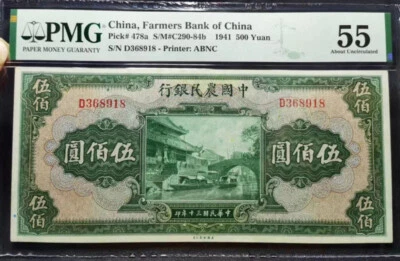 PMG
PAPER MONEY GUARANTY
China, Farmers Bank of China
Pick# 478a S/M#C290-84b 1941 500 Yuan
S/N D368918 - Printer: ABNC
55
About Uncirculated
行銀民農國中
D368918
D368918
伍佰
伍佰
圓佰伍
圓佰伍
伍佰
伍佰
印年十三國民華中